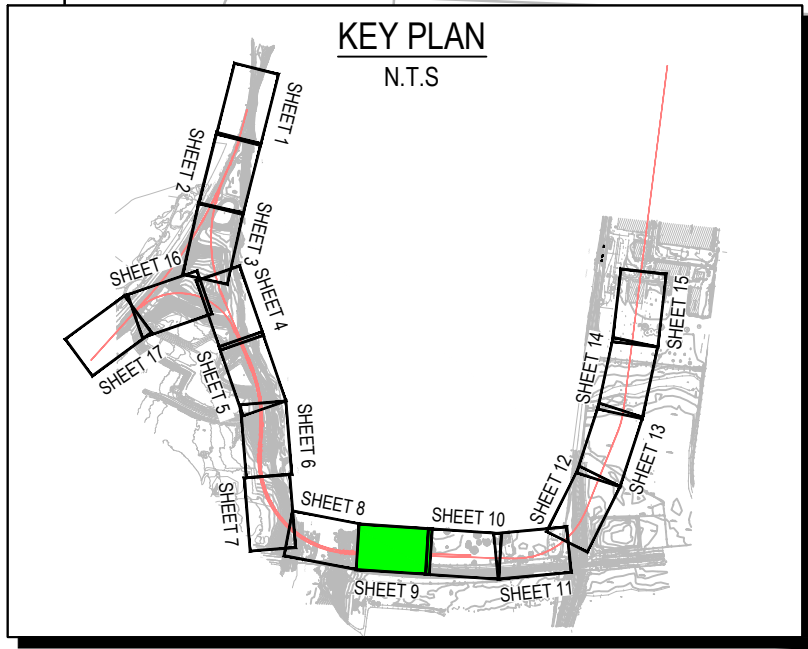 KEY PLAN
N.T.S
SHEET 1
SHEET 2
SHEET 3
SHEET 16
SHEET 4
SHEET 17
SHEET 5
SHEET 6
SHEET 7
SHEET 8
SHEET 9
SHEET 10
SHEET 11
SHEET 12
SHEET 13
SHEET 14
SHEET 15